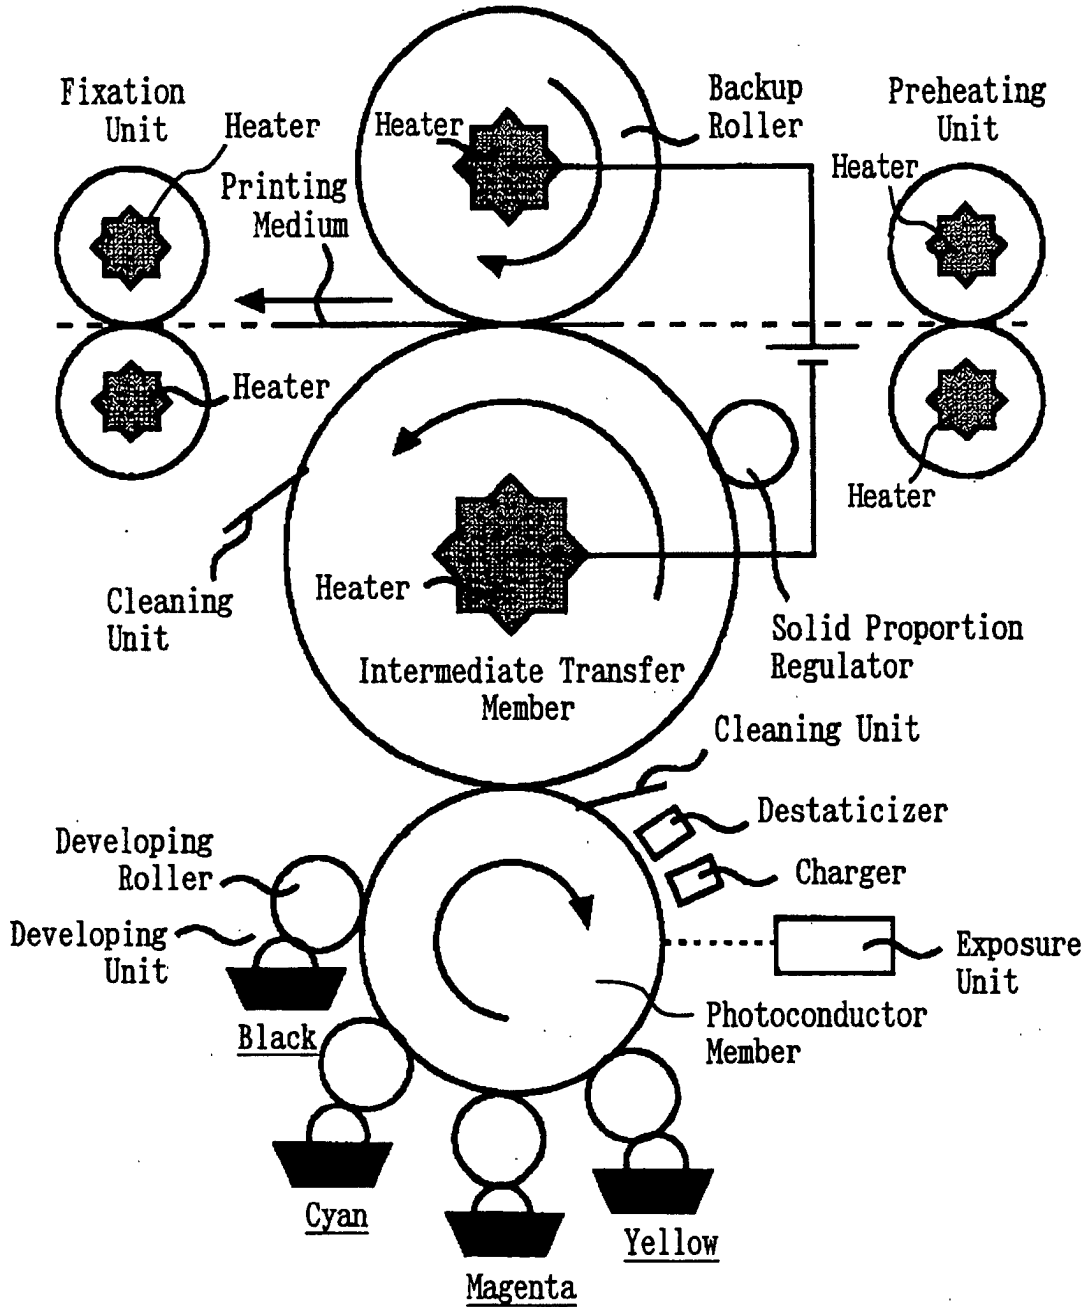 Fixation
Unit
Heater
Heater
Backup
Roller
Preheating
Unit
Heater
Printing
Medium
Heater
Heater
Cleaning
Unit
Heater
Solid Proportion
Regulator
Intermediate Transfer
Member
Cleaning Unit
Destaticizer
Charger
Developing
Roller
Developing
Unit
Exposure
Unit
Photoconductor
Member
Black
Cyan
Magenta
Yellow